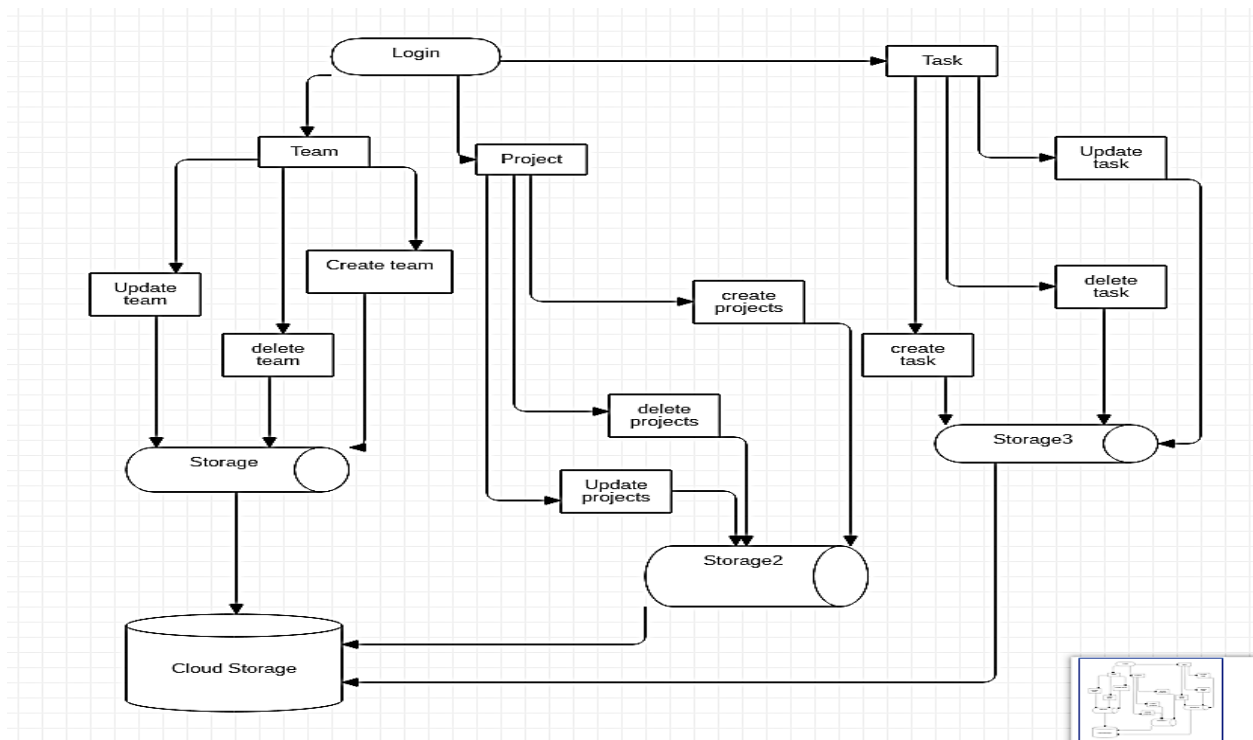 Login
Task
Team
Project
Update
task
Create team
Update
team
delete
task
create
projects
delete
team
create
task
delete
projects
Storage3
Storage
Update
projects
Storage2
Cloud Storage